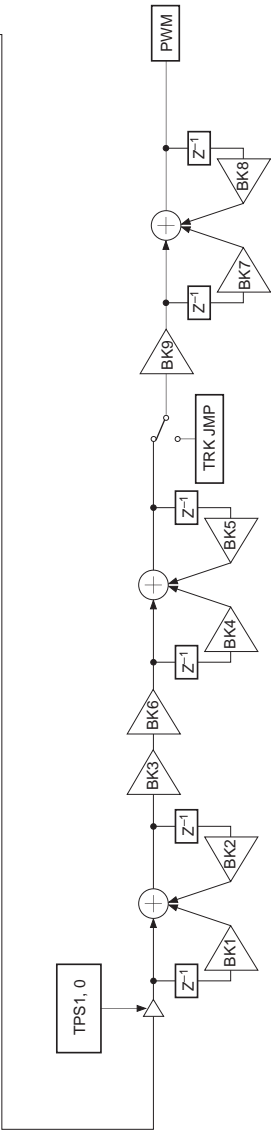 TPS1, 0
Z⁻¹
BK1
Z⁻¹
BK2
BK3
BK6
Z⁻¹
BK4
Z⁻¹
BK5
TRK JMP
BK9
Z⁻¹
BK7
Z⁻¹
BK8
PWM